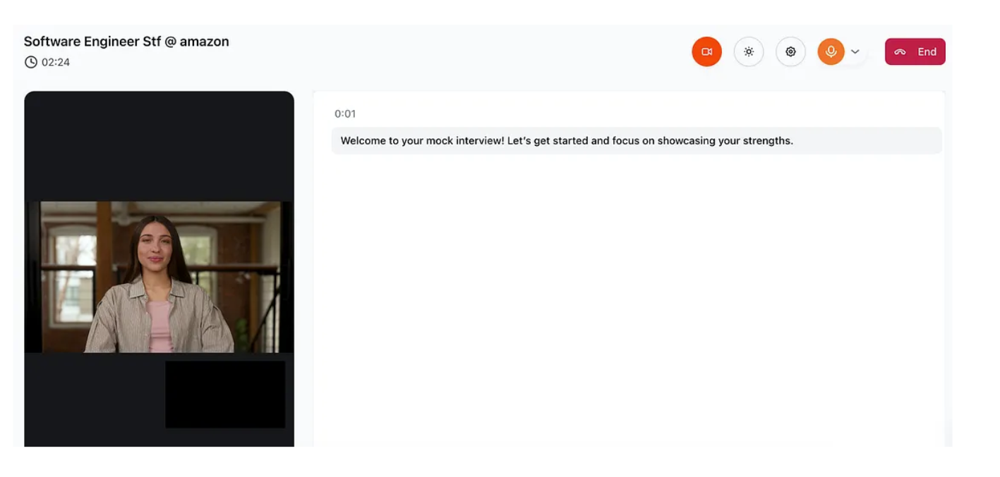 Software Engineer Stf @ amazon
02:24
End
0:01
Welcome to your mock interview! Let's get started and focus on showcasing your strengths.